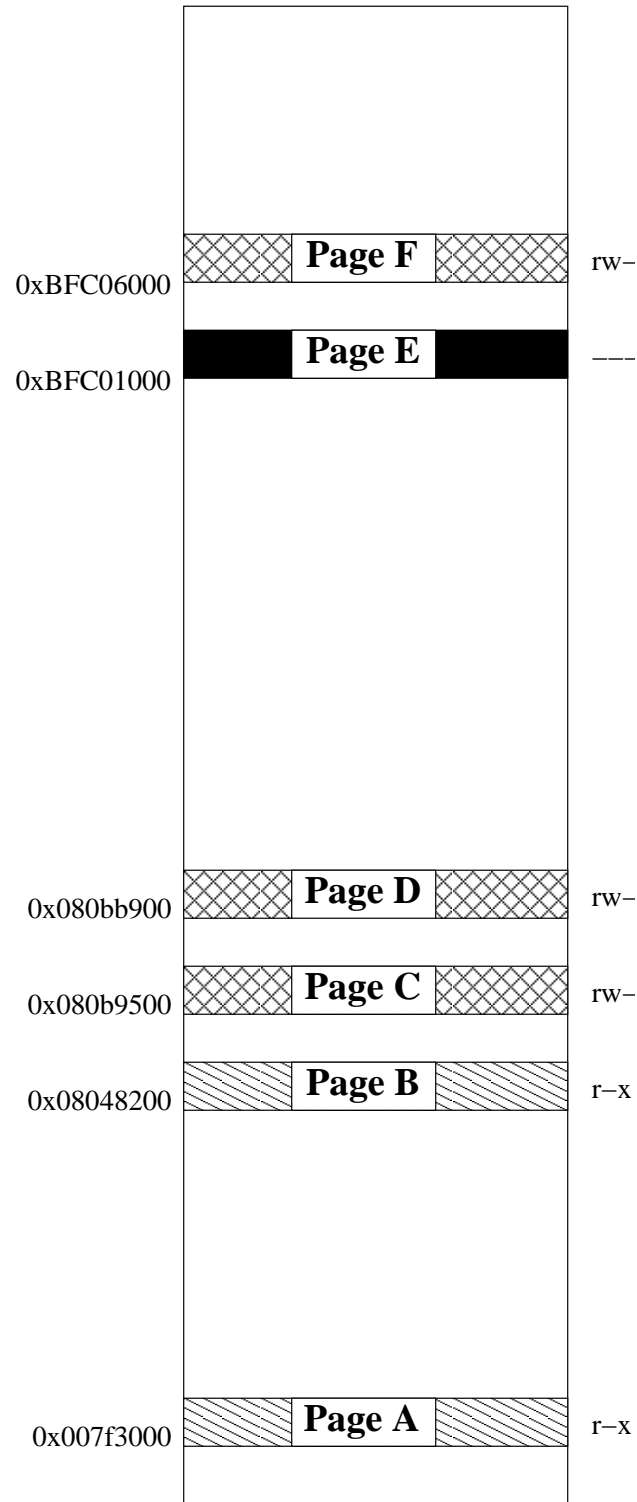 Page F
rw-
0xBFC06000
Page E
---
0xBFC01000
Page D
rw-
0x080bb900
Page C
rw-
0x080b9500
Page B
r-x
0x08048200
Page A
r-x
0x007f3000